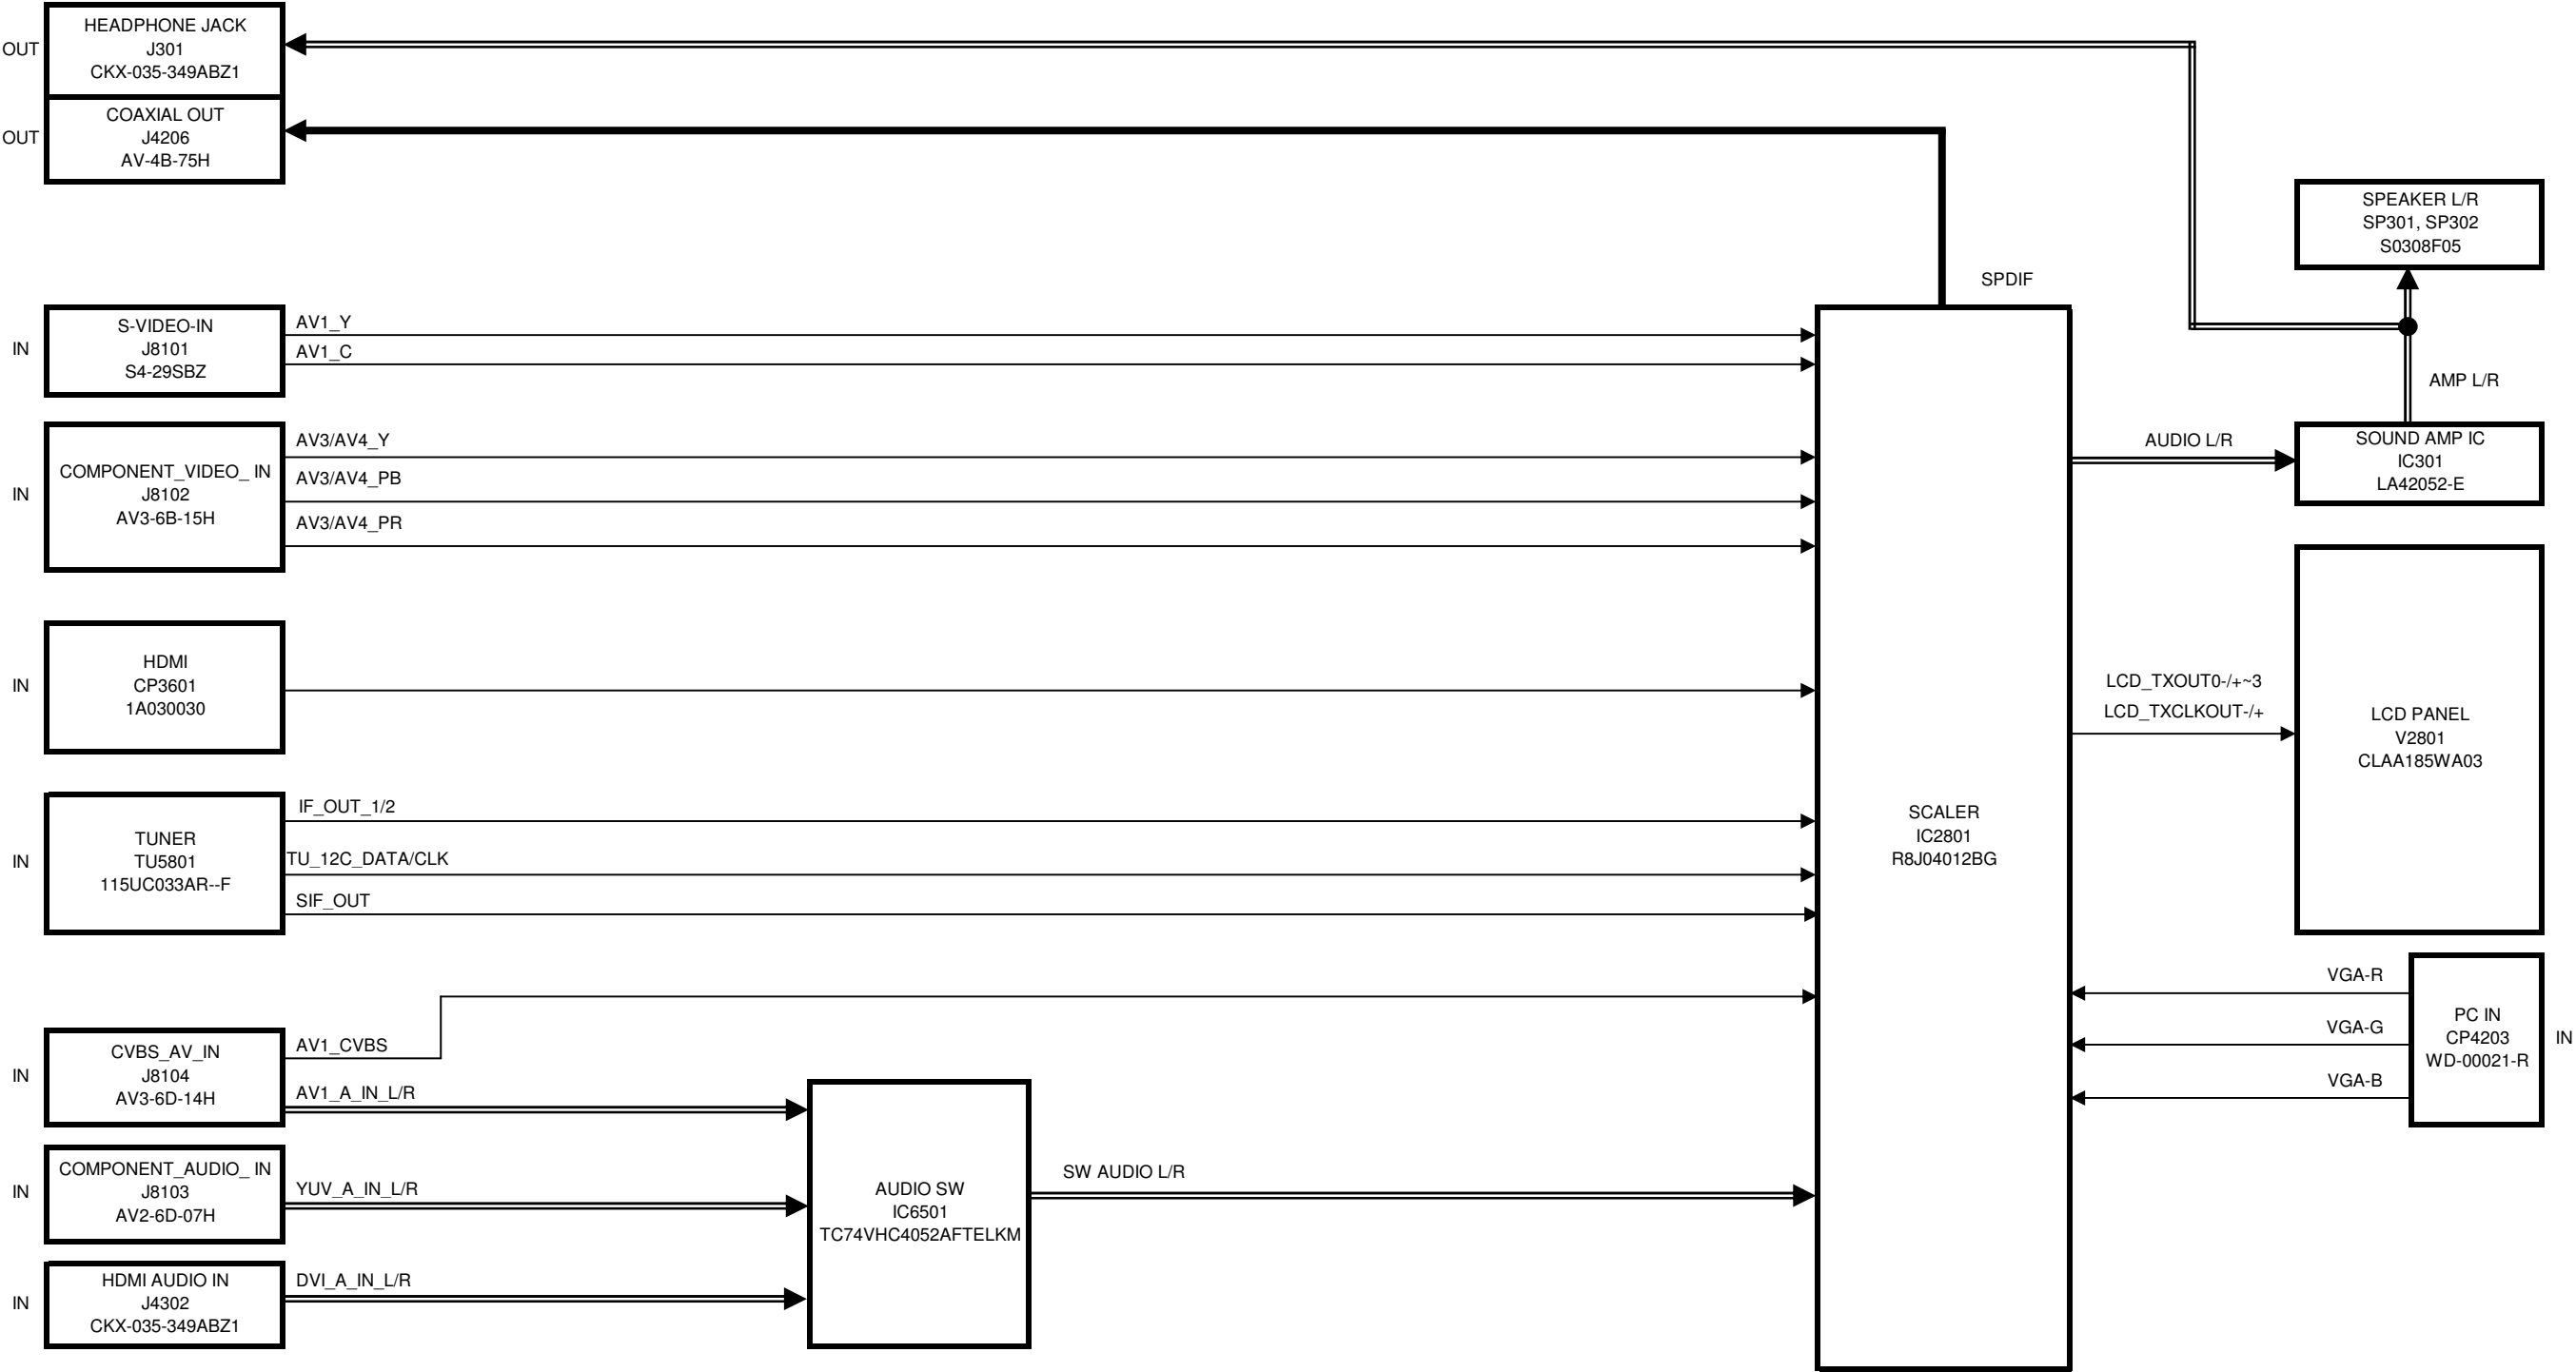 OUT
HEADPHONE JACK
J301
CKX-035-349ABZ1
OUT
COAXIAL OUT
J4206
AV-4B-75H
SPEAKER L/R
SP301, SP302
S0308F05
SPDIF
IN
S-VIDEO-IN
J8101
S4-29SBZ
AV1_Y
AV1_C
AMP L/R
IN
COMPONENT_VIDEO_ IN
J8102
AV3-6B-15H
AV3/AV4_Y
AV3/AV4_PB
AV3/AV4_PR
AUDIO L/R
SOUND AMP IC
IC301
LA42052-E
IN
HDMI
CP3601
1A030030
LCD_TXOUT0-/+~3
LCD_TXCLKOUT-/+
LCD PANEL
V2801
CLAA185WA03
IN
TUNER
TU5801
115UC033AR--F
IF_OUT_1/2
TU_12C_DATA/CLK
SIF_OUT
SCALER
IC2801
R8J04012BG
VGA-R
VGA-G
VGA-B
PC IN
CP4203
WD-00021-R
IN
IN
CVBS_AV_IN
J8104
AV3-6D-14H
AV1_CVBS
AV1_A_IN_L/R
IN
COMPONENT_AUDIO_ IN
J8103
AV2-6D-07H
YUV_A_IN_L/R
AUDIO SW
IC6501
TC74VHC4052AFTELKM
SW AUDIO L/R
IN
HDMI AUDIO IN
J4302
CKX-035-349ABZ1
DVI_A_IN_L/R